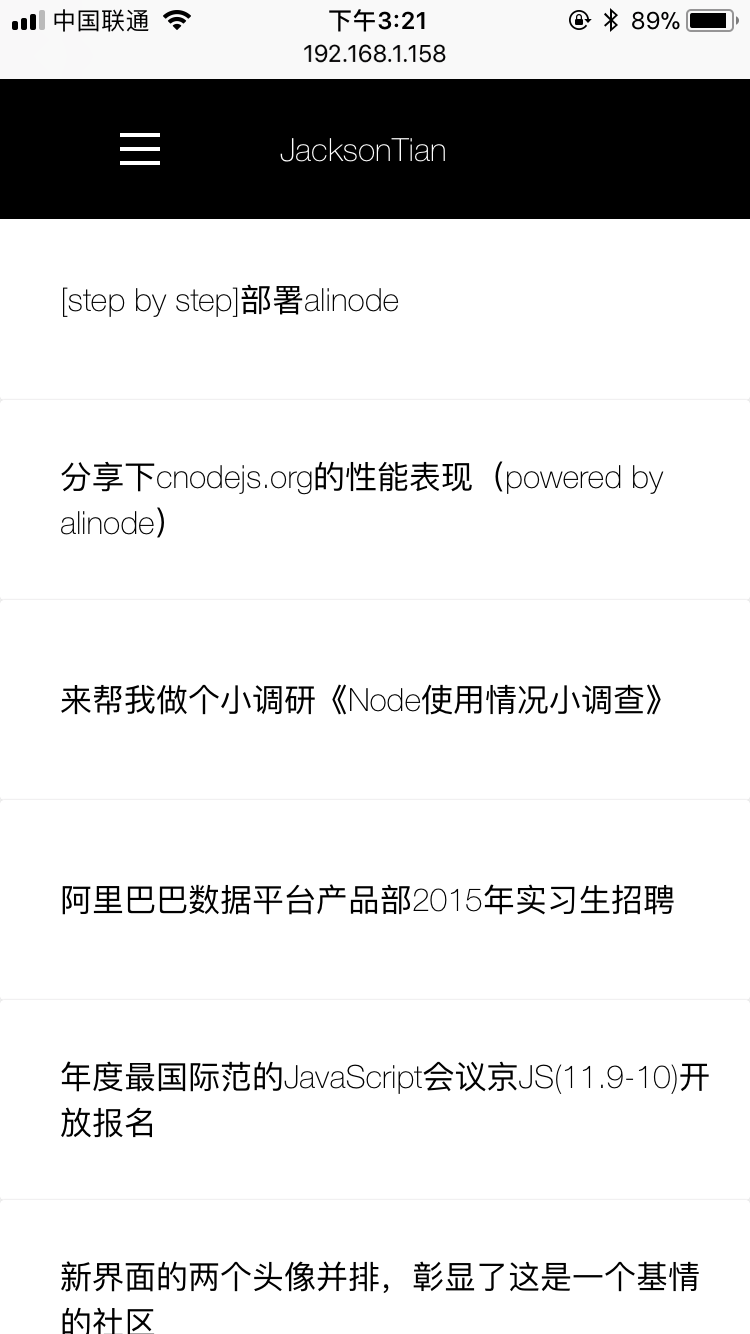 中国联通 下午3:21 89%
192.168.1.158
JacksonTian
[step by step]部署alinode
分享下cnodejs.org的性能表现（powered by
alinode）
来帮我做个小调研《Node使用情况小调查》
阿里巴巴数据平台产品部2015年实习生招聘
年度最国际范的JavaScript会议京JS(11.9-10)开
放报名
新界面的两个头像并排，彰显了这是一个基情
的社区